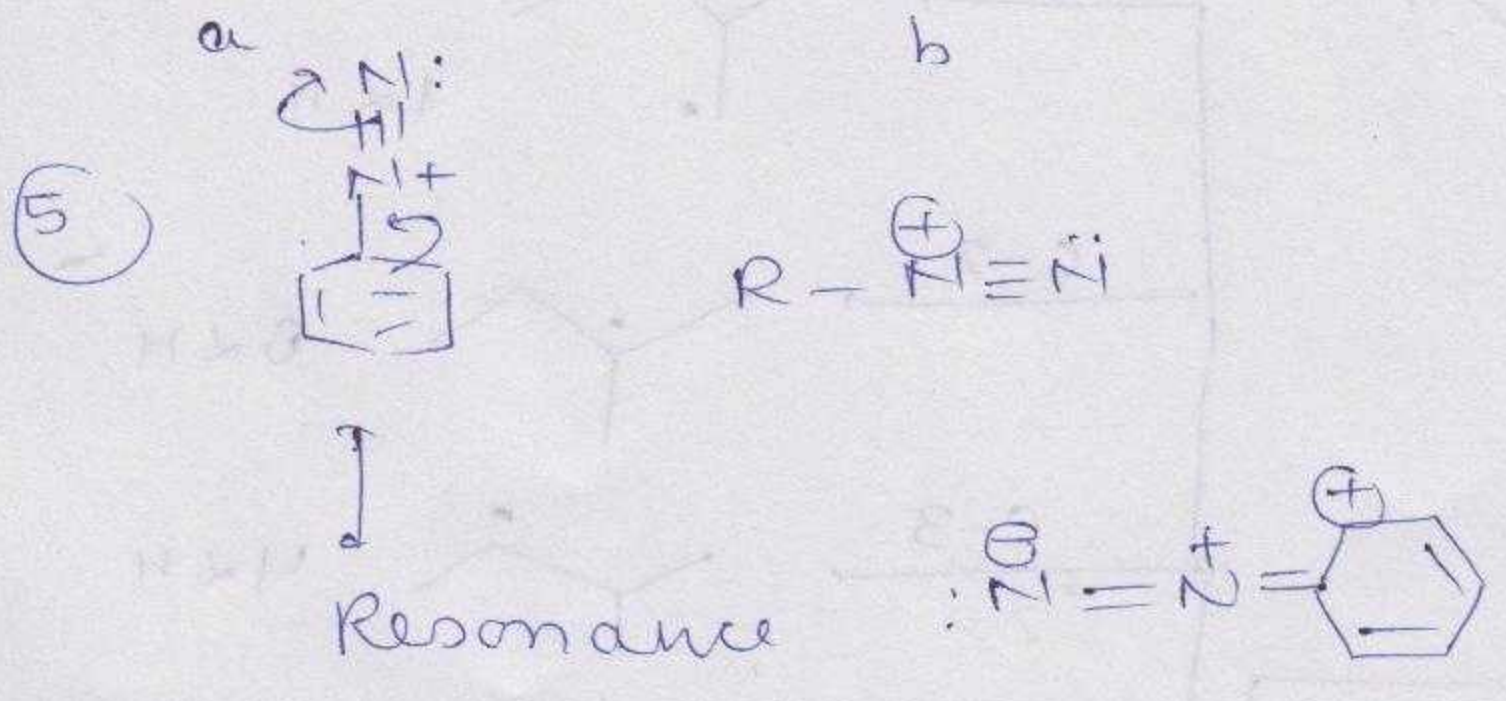 a
b
N:
N+
5
R - N⊕ ≡ N̈
⊖ + ⊕
:N = N =
Resonance